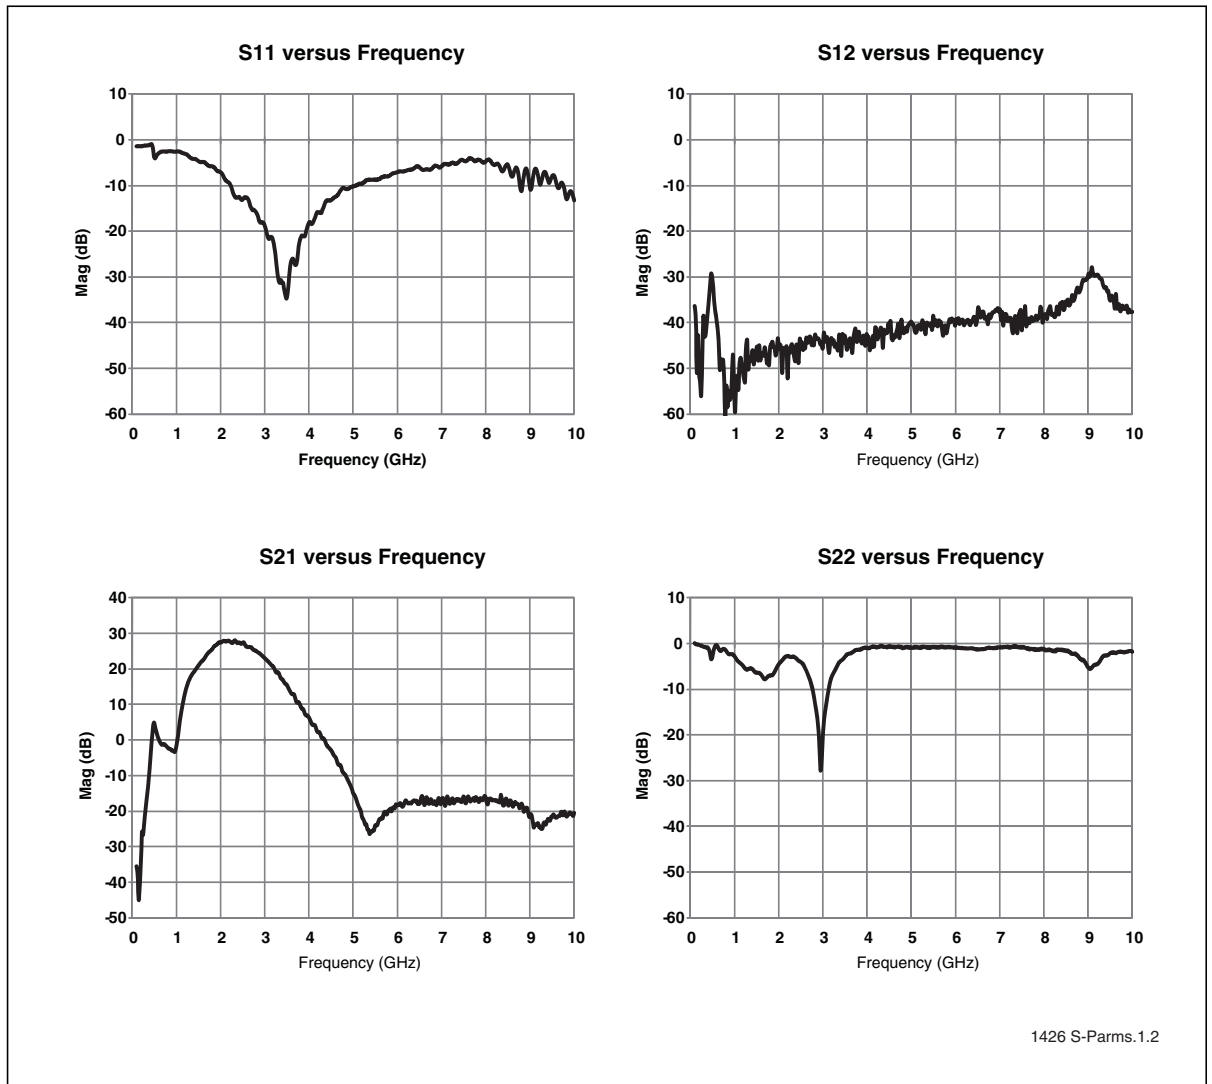 S11 versus Frequency
10
0
-10
-20
-30
-40
-50
-60
Mag (dB)
0 1 2 3 4 5 6 7 8 9 10
Frequency (GHz)
S12 versus Frequency
10
0
-10
-20
-30
-40
-50
-60
Mag (dB)
0 1 2 3 4 5 6 7 8 9 10
Frequency (GHz)
S21 versus Frequency
40
30
20
10
0
-10
-20
-30
-40
-50
Mag (dB)
0 1 2 3 4 5 6 7 8 9 10
Frequency (GHz)
S22 versus Frequency
10
0
-10
-20
-30
-40
-50
-60
Mag (dB)
0 1 2 3 4 5 6 7 8 9 10
Frequency (GHz)
1426 S-Parms.1.2